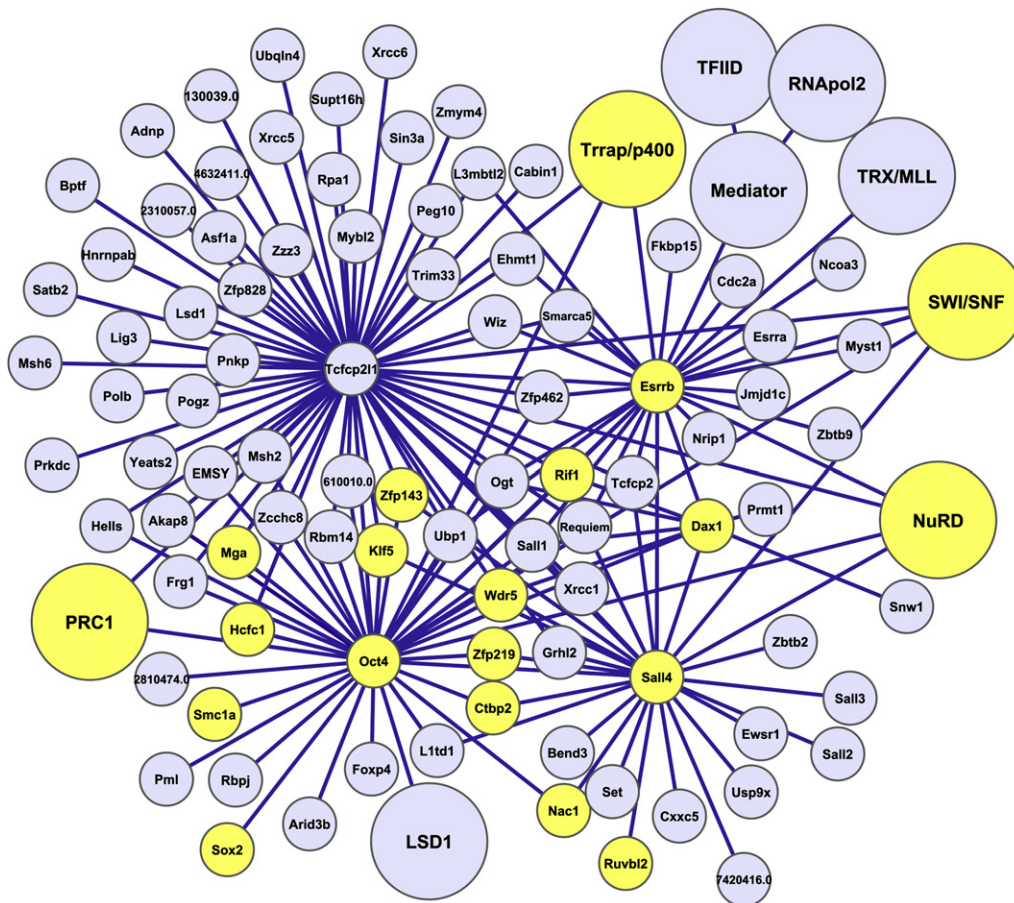 Ubqln4
Xrcc6
TFIID
RNApol2
130039.0
Supt16h
Zmym4
Adnp
Xrcc5
Sin3a
Trrap/p400
Bptf
4632411.0
Rpa1
L3mbtl2
Cabin1
Mediator
TRX/MLL
2310057.0
Asf1a
Zzz3
Mybl2
Peg10
Hnrnpab
Zfp828
Trim33
Ehmt1
Fkbp15
Ncoa3
Cdc2a
Satb2
Lsd1
Wiz
Smarca5
SWI/SNF
Lig3
Esrra
Myst1
Msh6
Pnkp
Tcfcp2l1
Esrrb
Polb
Pogz
Zfp462
Jmjd1c
Zbtb9
Nrip1
Prkdc
Yeats2
EMSY
Msh2
610010.0
Zfp143
Ogt
Rif1
Tcfcp2
Hells
Akap8
Zcchc8
Rbm14
Klf5
Ubp1
Requiem
Dax1
Prmt1
NuRD
Mga
Sall1
Frg1
Xrcc1
Wdr5
Snw1
PRC1
Hcfc1
Oct4
Zfp219
Grhl2
Sall4
Zbtb2
2810474.0
Smc1a
Ctbp2
Sall3
Ewsr1
Sall2
Pml
Rbpj
Foxp4
L1td1
Bend3
Set
Usp9x
Arid3b
Nac1
Cxxc5
LSD1
Sox2
Ruvbl2
7420416.0